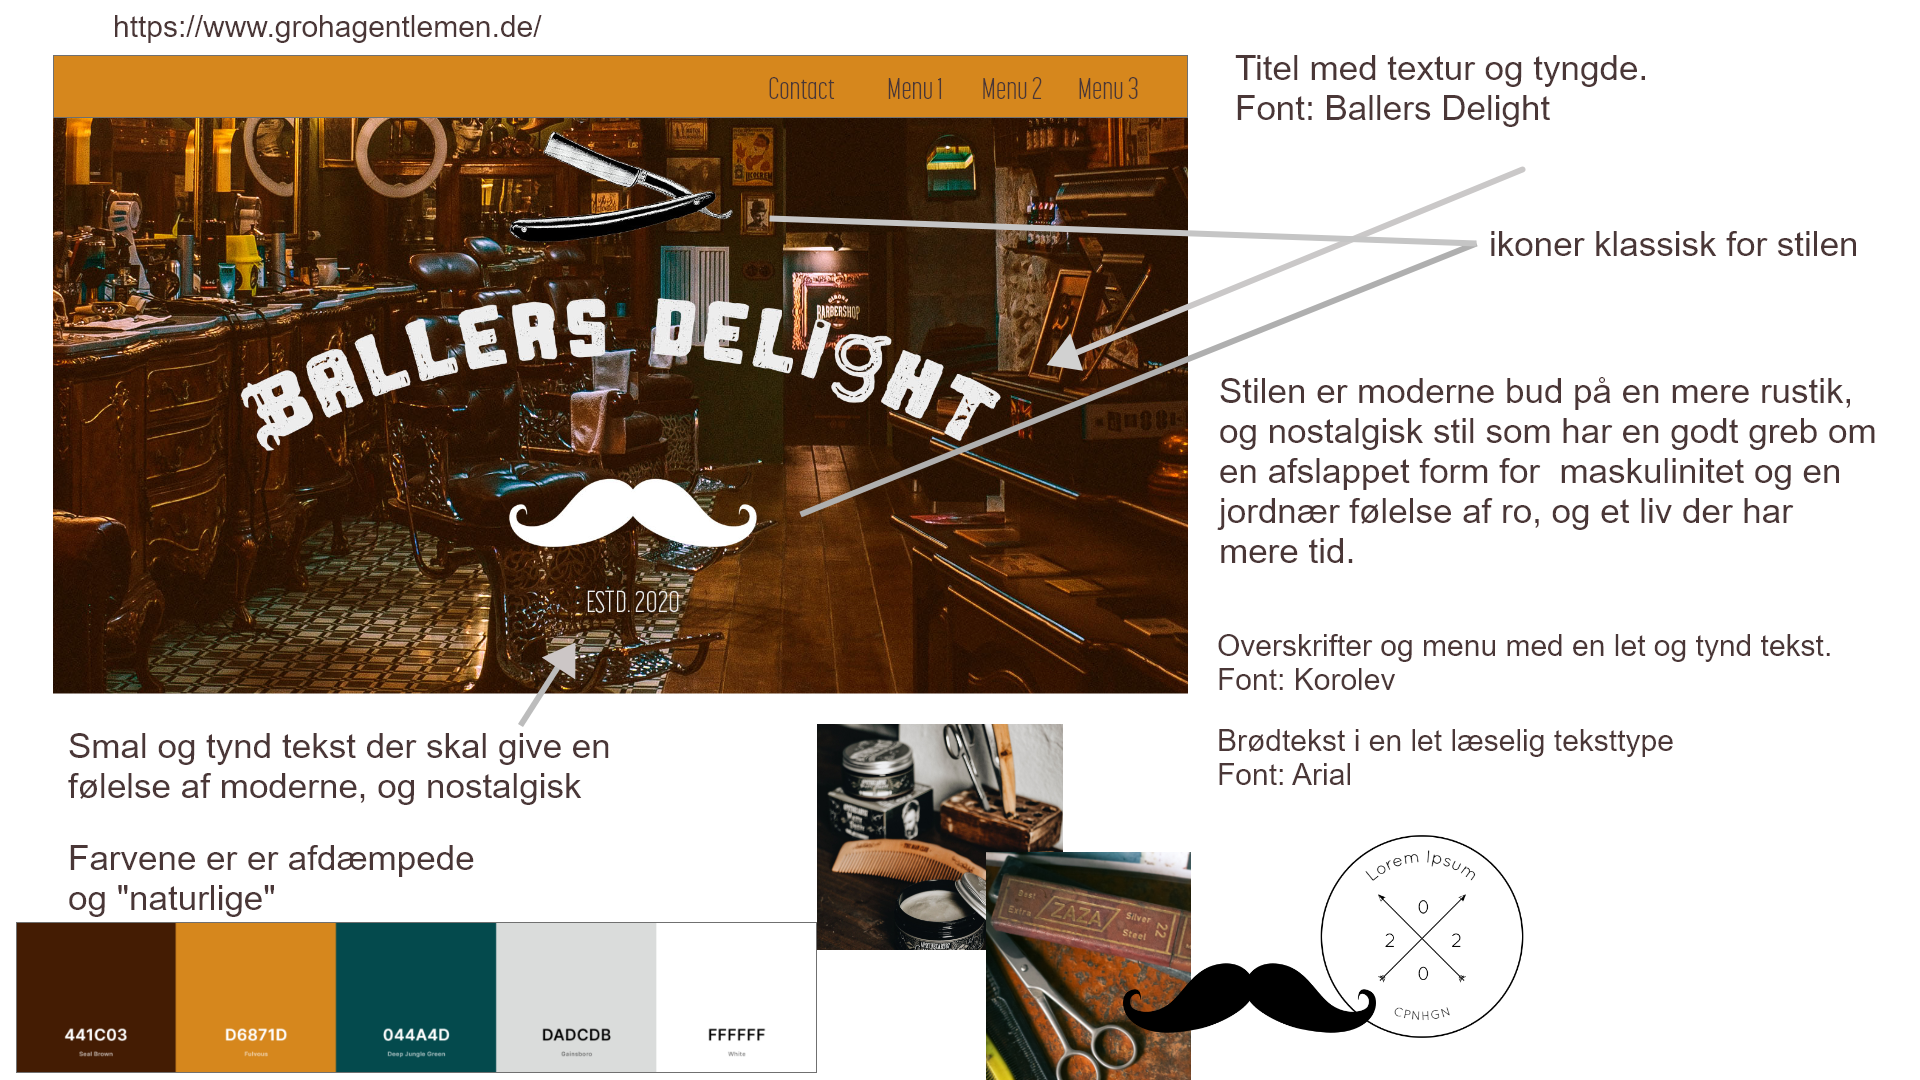 https://www.grohagentlemen.de/
Contact Menu 1 Menu 2 Menu 3
BARBERSHOP
BALLERS DELIGHT
ESTD. 2020
Titel med textur og tyngde.
Font: Ballers Delight
ikoner klassisk for stilen
Stilen er moderne bud på en mere rustik,
og nostalgisk stil som har en godt greb om
en afslappet form for maskulinitet og en
jordnær følelse af ro, og et liv der har
mere tid.
Overskrifter og menu med en let og tynd tekst.
Font: Korolev
Brødtekst i en let læselig teksttype
Font: Arial
Smal og tynd tekst der skal give en
følelse af moderne, og nostalgisk
Farvene er er afdæmpede
og "naturlige"
441C03
Seal Brown
D6871D
Fulvous
044A4D
Deep Jungle Green
DADCDB
Gainsboro
FFFFFF
White
Best
Extra
ZAZA
Silver
Steel
22
Lorem Ipsum
0
2 2
0
CPNHGN